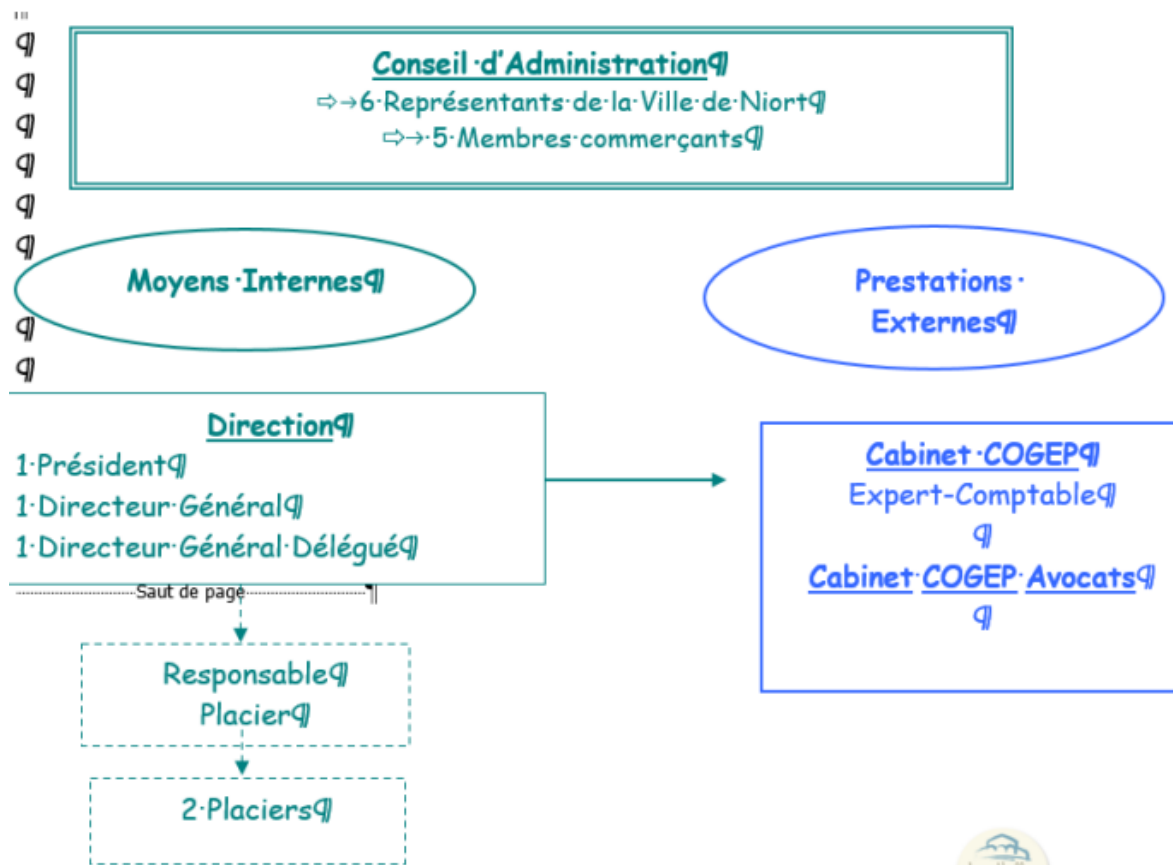 Conseil d'Administration¶
⇨→6·Représentants·de·la·Ville·de·Niort¶
⇨→·5·Membres·commerçants¶
Moyens·Internes¶
Prestations·
Externes¶
Direction¶
1·Président¶
1·Directeur·Général¶
1·Directeur·Général·Délégué¶
Saut de page
Cabinet·COGEP¶
Expert-Comptable¶
¶
Cabinet·COGEP·Avocats¶
¶
Responsable¶
Placier¶
2·Placiers¶